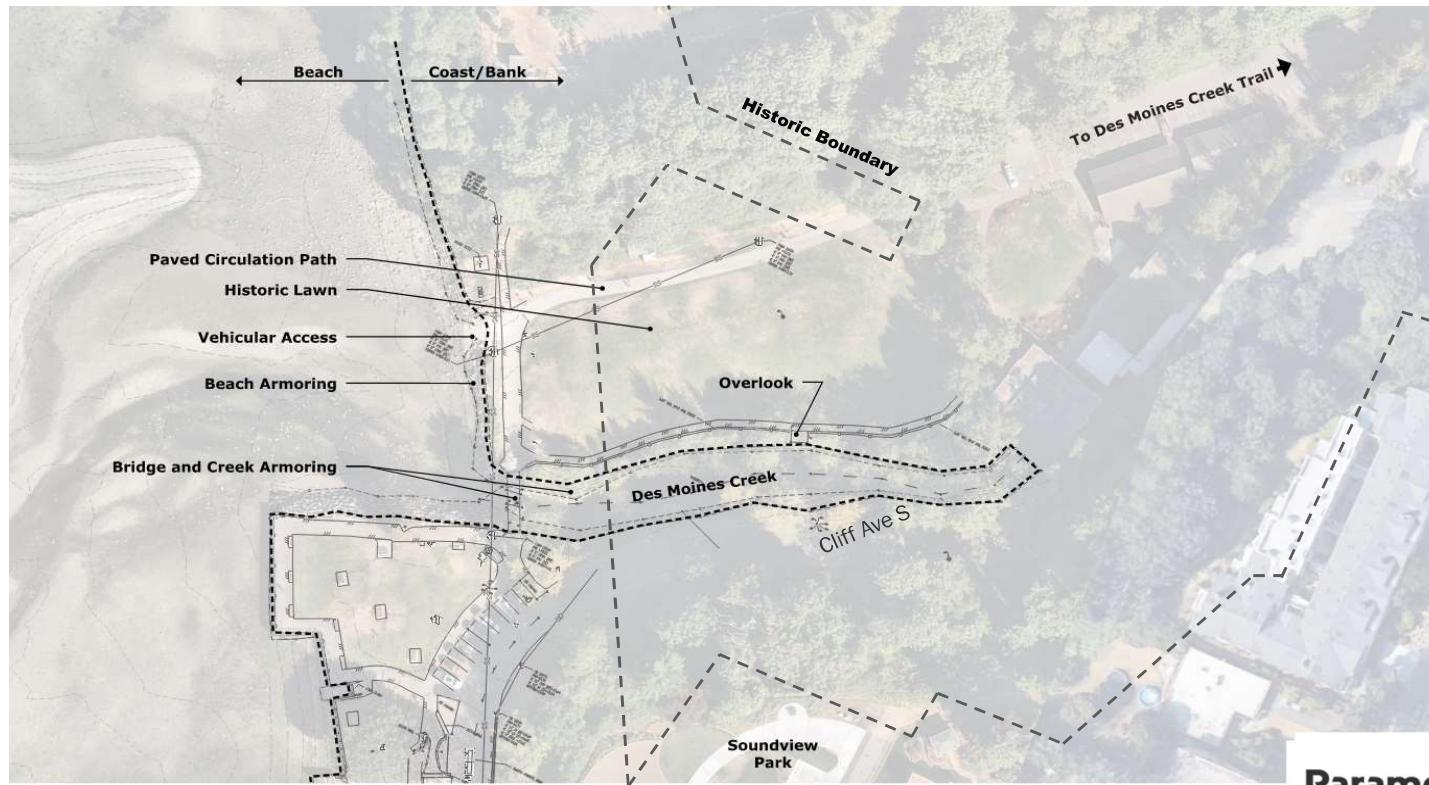 Beach
Coast/Bank
To Des Moines Creek Trail
Historic Boundary
Paved Circulation Path
Historic Lawn
Vehicular Access
Beach Armoring
Overlook
Bridge and Creek Armoring
Des Moines Creek
Cliff Ave S
Soundview
Park